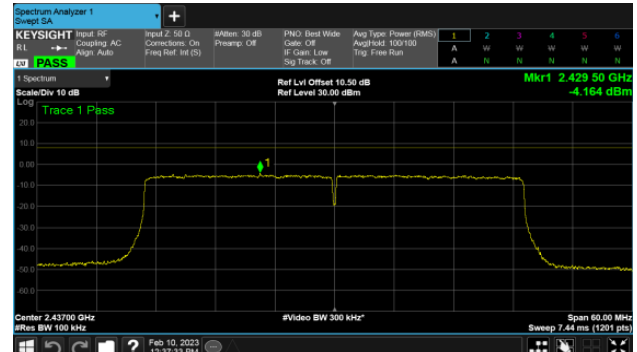 Spectrum Analyzer 1
Swept SA
+
KEYSIGHT Input: RF Input Z: 50 Ω #Atten: 30 dB PNO: Best Wide Avg Type: Power (RMS) 1 2 3 4 5 6
RL Coupling: AC Corrections: On Preamp: Off Gate: Off Avg|Hold: 100/100 A W W W W W
Align: Auto Freq Ref: Int (S) IF Gain: Low Trig: Free Run
PASS Sig Track: Off A N N N N N
1 Spectrum Ref Lvl Offset 10.50 dB Mkr1 2.429 50 GHz
Scale/Div 10 dB Ref Level 30.00 dBm -4.164 dBm
Log
Trace 1 Pass
20.0
10.0
0.00
1
-10.0
-20.0
-30.0
-40.0
-50.0
-60.0
Center 2.43700 GHz #Video BW 300 kHz* Span 60.00 MHz
#Res BW 100 kHz Sweep 7.44 ms (1201 pts)
? Feb 10, 2023
12:37:33 PM